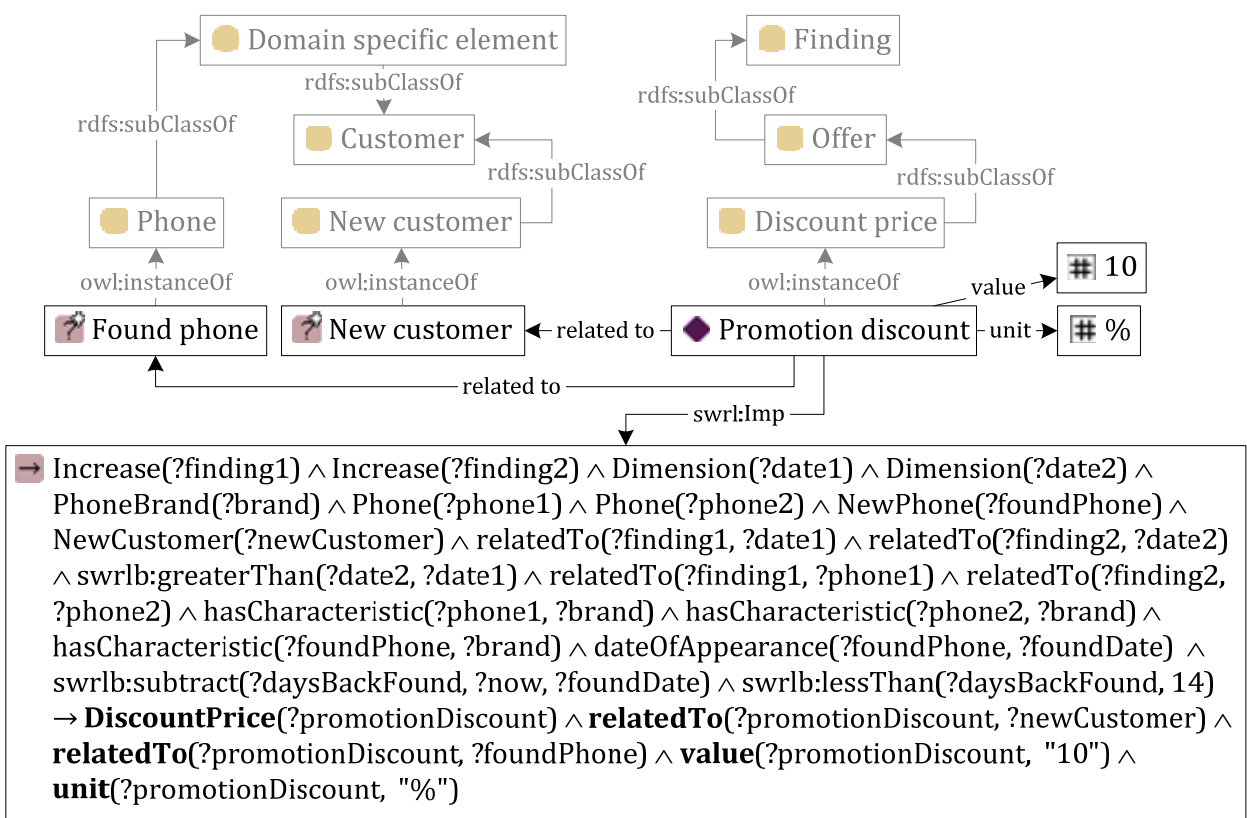 Domain specific element
Finding
rdfs:subClassOf
rdfs:subClassOf
rdfs:subClassOf
Customer
Offer
rdfs:subClassOf
rdfs:subClassOf
Phone
New customer
Discount price
owl:instanceOf
owl:instanceOf
owl:instanceOf
# 10
value
Found phone
New customer
related to
Promotion discount
unit
# %
related to
swrl:Imp
→ Increase(?finding1) ∧ Increase(?finding2) ∧ Dimension(?date1) ∧ Dimension(?date2) ∧
PhoneBrand(?brand) ∧ Phone(?phone1) ∧ Phone(?phone2) ∧ NewPhone(?foundPhone) ∧
NewCustomer(?newCustomer) ∧ relatedTo(?finding1, ?date1) ∧ relatedTo(?finding2, ?date2)
∧ swrlb:greaterThan(?date2, ?date1) ∧ relatedTo(?finding1, ?phone1) ∧ relatedTo(?finding2,
?phone2) ∧ hasCharacteristic(?phone1, ?brand) ∧ hasCharacteristic(?phone2, ?brand) ∧
hasCharacteristic(?foundPhone, ?brand) ∧ dateOfAppearance(?foundPhone, ?foundDate) ∧
swrlb:subtract(?daysBackFound, ?now, ?foundDate) ∧ swrlb:lessThan(?daysBackFound, 14)
→ DiscountPrice(?promotionDiscount) ∧ relatedTo(?promotionDiscount, ?newCustomer) ∧
relatedTo(?promotionDiscount, ?foundPhone) ∧ value(?promotionDiscount, "10") ∧
unit(?promotionDiscount, "%")